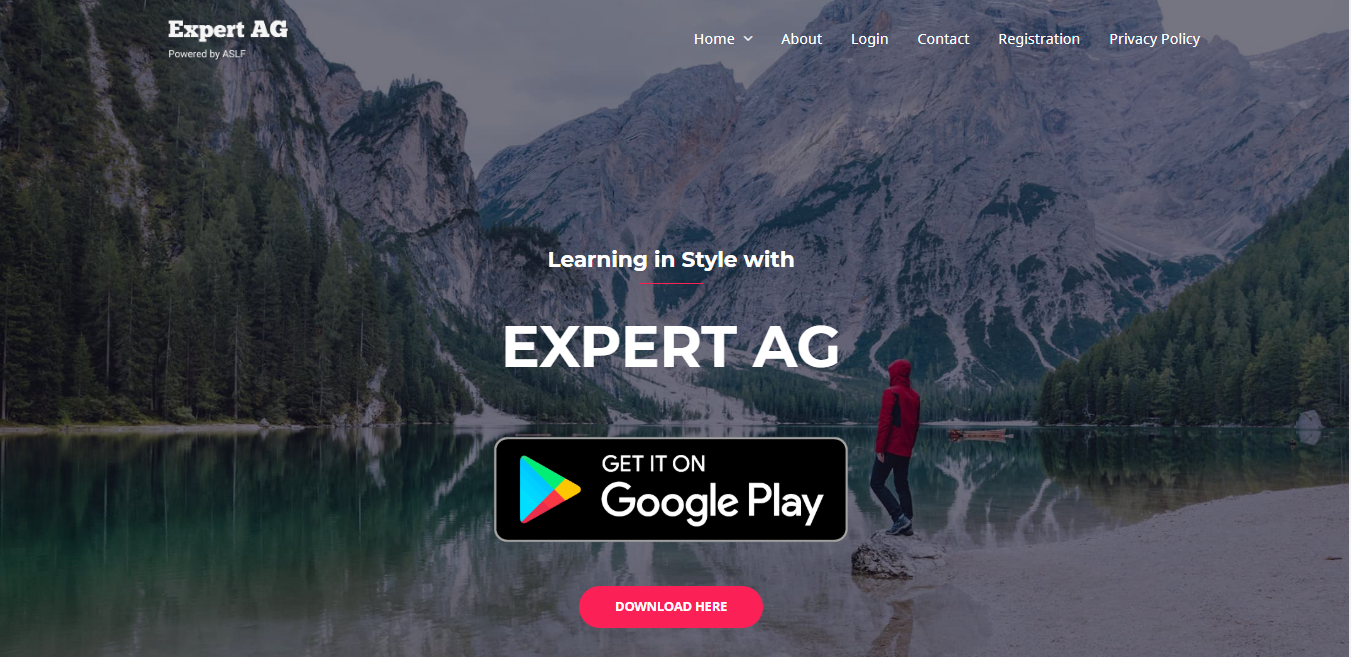 Expert AG
Powered by ASLF
Home
About
Login
Contact
Registration
Privacy Policy
Learning in Style with
EXPERT AG
GET IT ON
Google Play
DOWNLOAD HERE